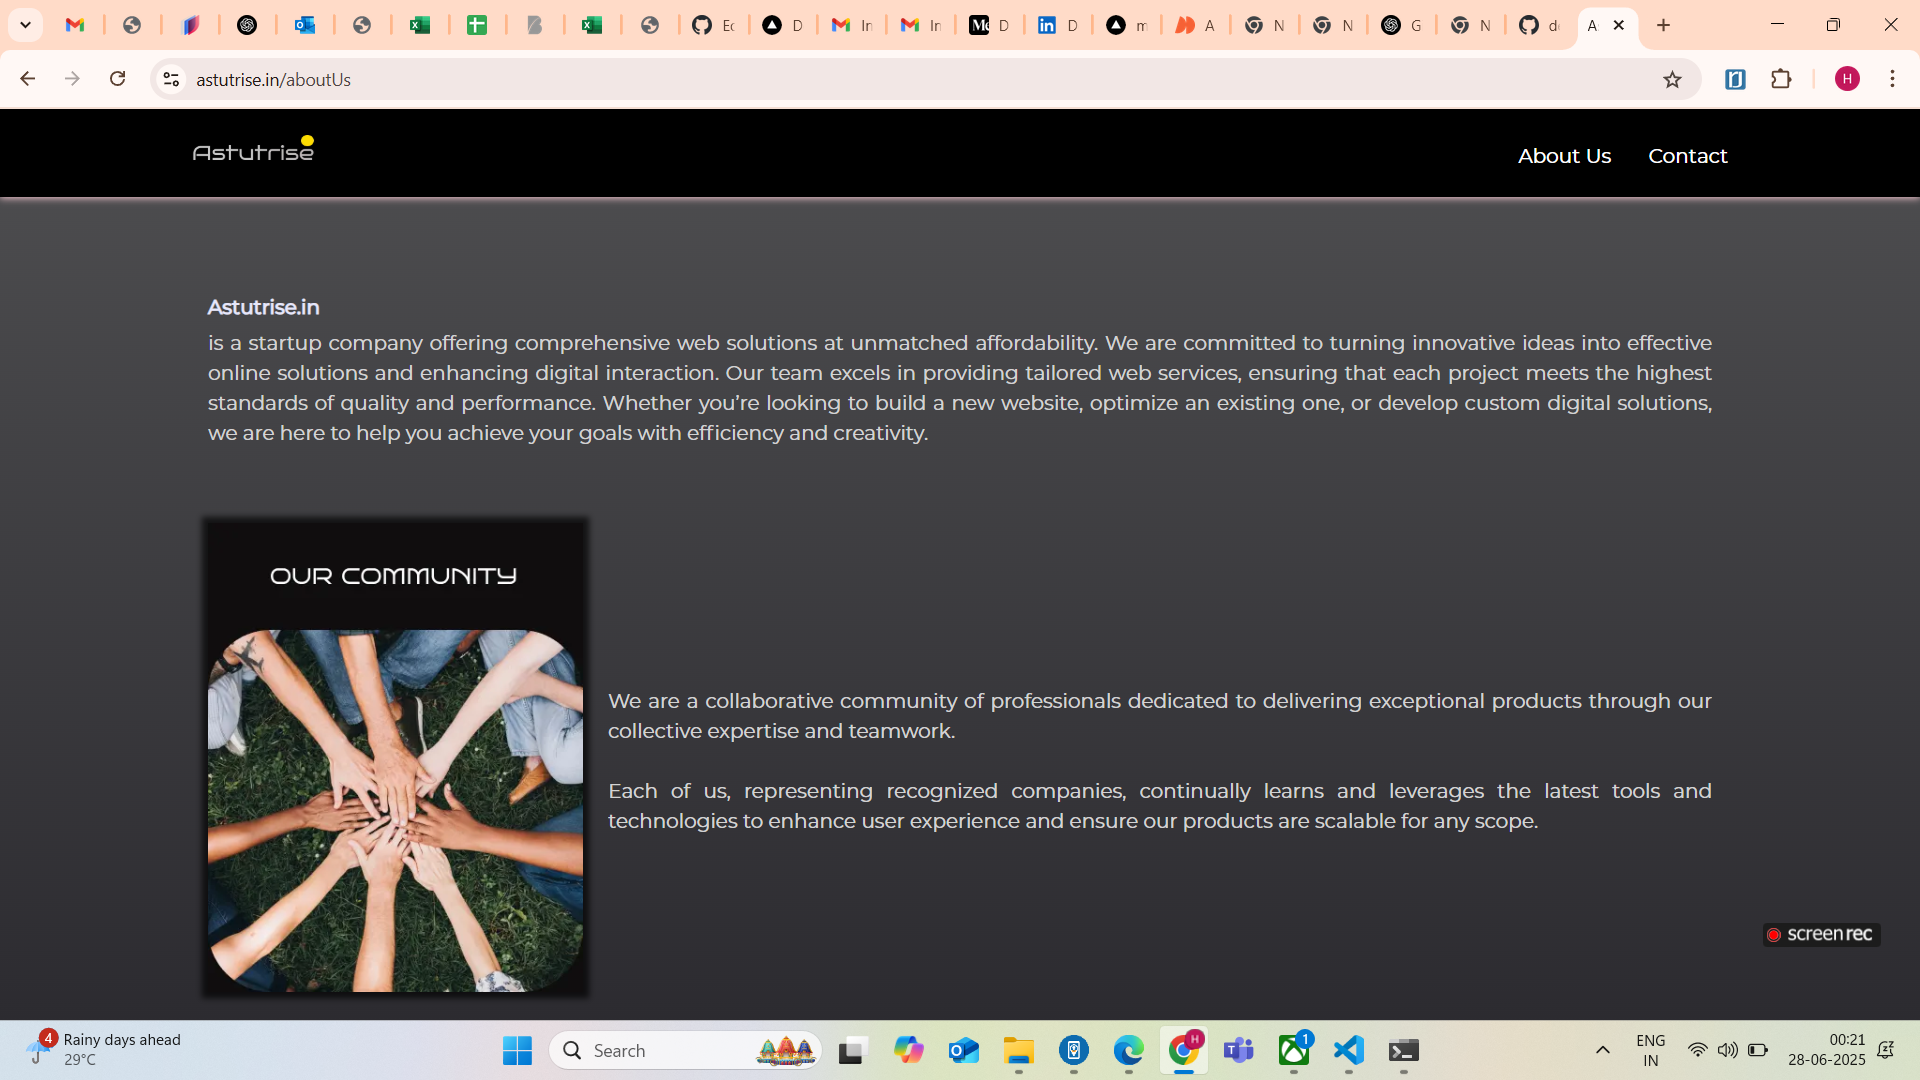 Ec
D
In
In
Me D
in D
m
A
N
N
G
N
d
A
astutrise.in/aboutUs
H
Astutrise
About Us
Contact
Astutrise.in
is a startup company offering comprehensive web solutions at unmatched affordability. We are committed to turning innovative ideas into effective
online solutions and enhancing digital interaction. Our team excels in providing tailored web services, ensuring that each project meets the highest
standards of quality and performance. Whether you’re looking to build a new website, optimize an existing one, or develop custom digital solutions,
we are here to help you achieve your goals with efficiency and creativity.
OUR COMMUNITY
We are a collaborative community of professionals dedicated to delivering exceptional products through our
collective expertise and teamwork.
Each of us, representing recognized companies, continually learns and leverages the latest tools and
technologies to enhance user experience and ensure our products are scalable for any scope.
screenrec
4
Rainy days ahead
29°C
Search
H
1
ENG
IN
00:21
28-06-2025